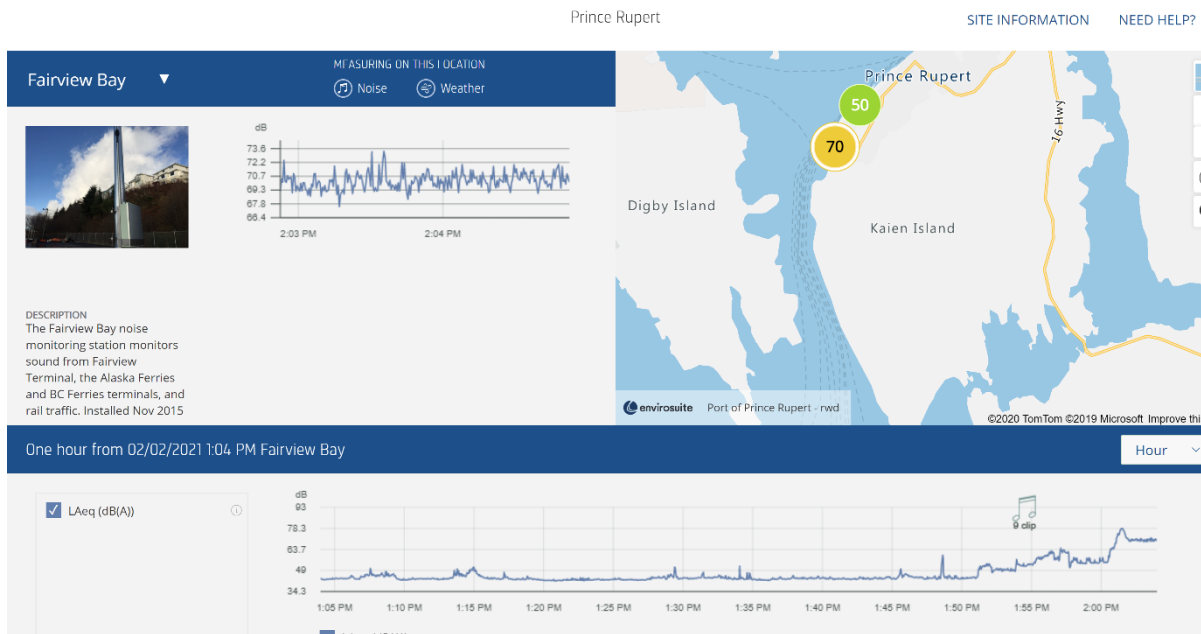 Prince Rupert
SITE INFORMATION
NEED HELP?
Fairview Bay ▼
MEASURING ON THIS LOCATION
Noise
Weather
dB
73.6
72.2
70.7
69.3
67.8
66.4
2:03 PM
2:04 PM
DESCRIPTION
The Fairview Bay noise
monitoring station monitors
sound from Fairview
Terminal, the Alaska Ferries
and BC Ferries terminals, and
rail traffic. Installed Nov 2015
Prince Rupert
50
70
16 Hwy
Digby Island
Kaien Island
envirosuite
Port of Prince Rupert - rwd
©2020 TomTom ©2019 Microsoft Improve thi
One hour from 02/02/2021 1:04 PM Fairview Bay
Hour
LAeq (dB(A))
dB
93
78.3
63.7
49
34.3
9 clip
1:05 PM
1:10 PM
1:15 PM
1:20 PM
1:25 PM
1:30 PM
1:35 PM
1:40 PM
1:45 PM
1:50 PM
1:55 PM
2:00 PM